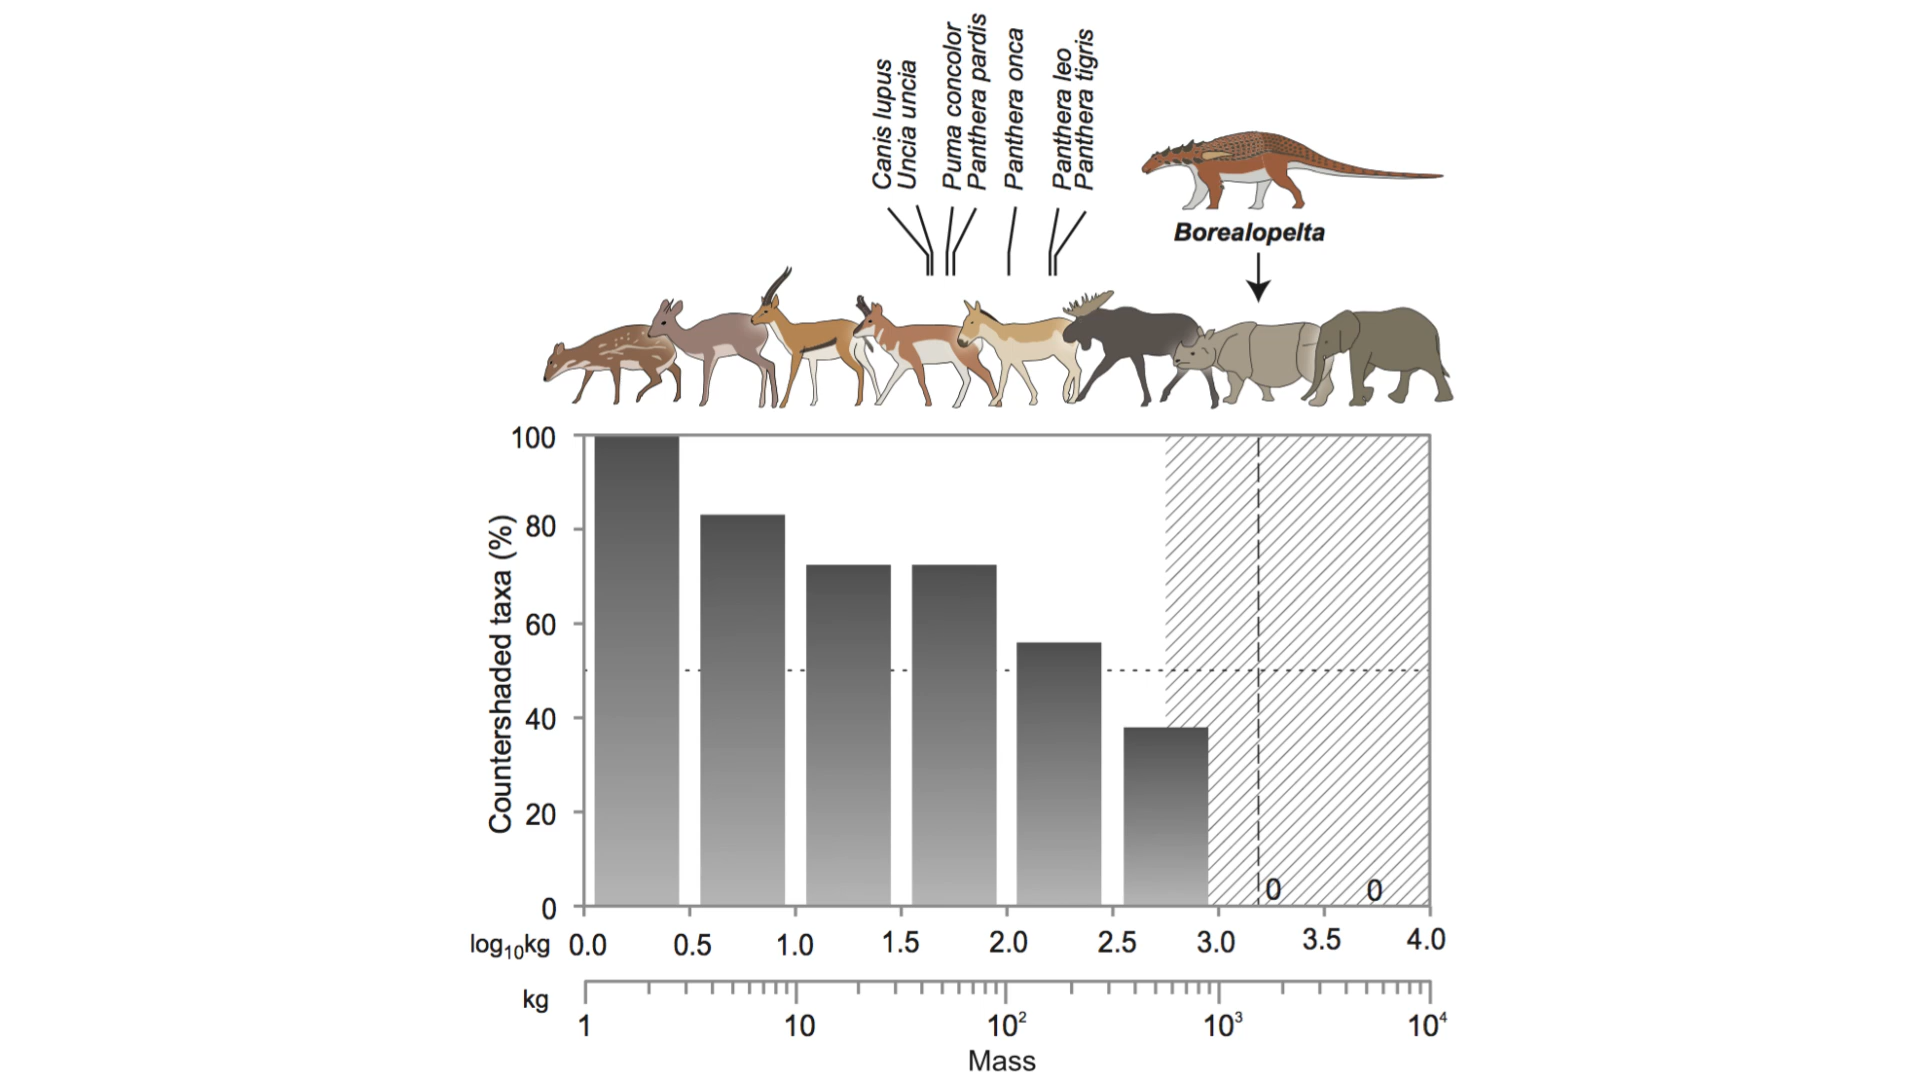 Canis lupus
Uncia uncia
Puma concolor
Panthera pardis
Panthera onca
Panthera leo
Panthera tigris
Borealopelta
Countershaded taxa (%)
100
80
60
40
20
0
0
0
log₁₀kg 0.0 0.5 1.0 1.5 2.0 2.5 3.0 3.5 4.0
kg
1 10 10² 10³ 10⁴
Mass